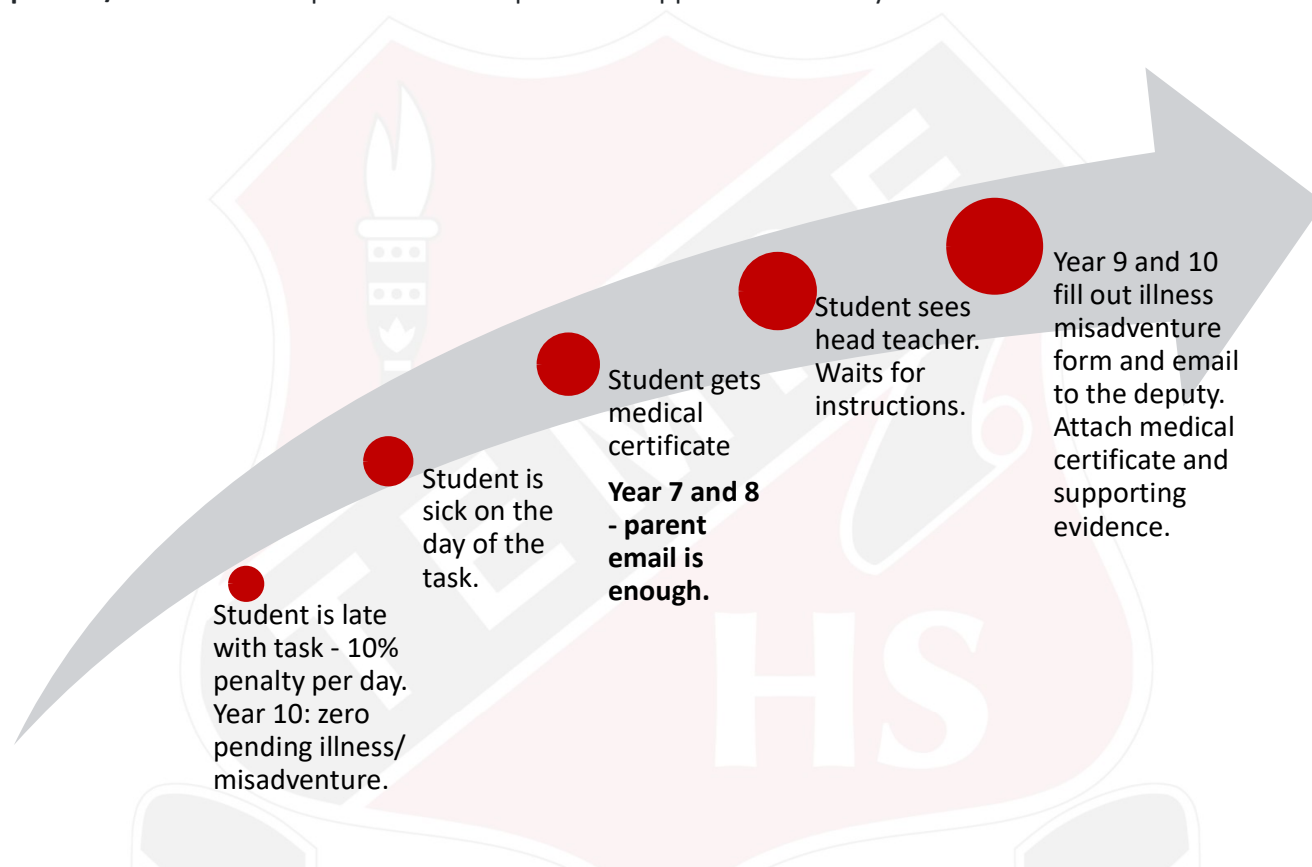 Student is late
with task - 10%
penalty per day.
Year 10: zero
pending illness/
misadventure.
Student is
sick on the
day of the
task.
Student gets
medical
certificate
Year 7 and 8
- parent
email is
enough.
Student sees
head teacher.
Waits for
instructions.
Year 9 and 10
fill out illness
misadventure
form and email
to the deputy.
Attach medical
certificate and
supporting
evidence.
TEMPE
HS